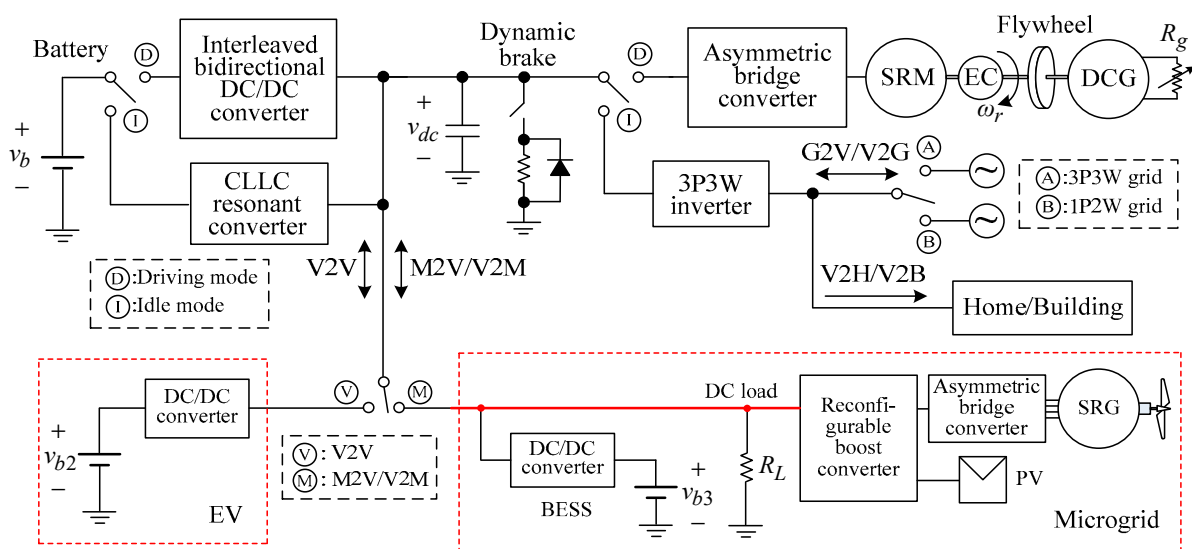 Battery
D
I
+
v_b
−
Interleaved
bidirectional
DC/DC
converter
CLLC
resonant
converter
+
v_dc
−
Dynamic
brake
D
I
Asymmetric
bridge
converter
SRM
EC
ω_r
Flywheel
DCG
R_g
3P3W
inverter
G2V/V2G
A
B
~
~
A:3P3W grid
B:1P2W grid
V2H/V2B
Home/Building
D:Driving mode
I:Idle mode
V2V
M2V/V2M
+
v_b2
−
DC/DC
converter
EV
V
M
V: V2V
M: M2V/V2M
DC/DC
converter
BESS
+
v_b3
−
DC load
R_L
Reconfi-
gurable
boost
converter
Asymmetric
bridge
converter
SRG
PV
Microgrid